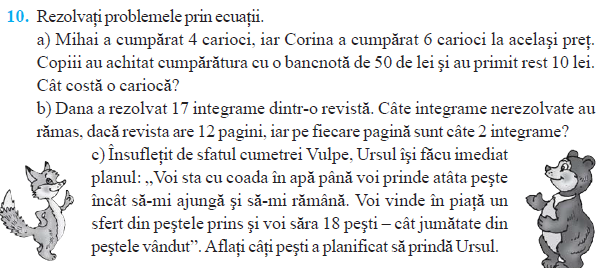 10. Rezolvați problemele prin ecuații.
a) Mihai a cumpărat 4 carioci, iar Corina a cumpărat 6 carioci la același preț.
Copiii au achitat cumpărătura cu o bancnotă de 50 de lei și au primit rest 10 lei.
Cât costă o cariocă?
b) Dana a rezolvat 17 integrame dintr-o revistă. Câte integrame nerezolvate au
rămas, dacă revista are 12 pagini, iar pe fiecare pagină sunt câte 2 integrame?
c) Însuflețit de sfatul cumetrei Vulpe, Ursul își făcu imediat
planul: ,,Voi sta cu coada în apă până voi prinde atâta pește
încât să-mi ajungă și să-mi rămână. Voi vinde în piață un
sfert din peștele prins și voi săra 18 pești – cât jumătate din
peștele vândut”. Aflați câți pești a planificat să prindă Ursul.